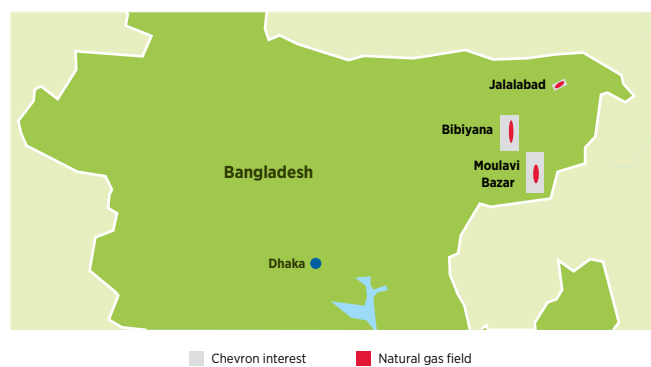 Jalalabad
Bibiyana
Moulavi
Bazar
Bangladesh
Dhaka
Chevron interest
Natural gas field